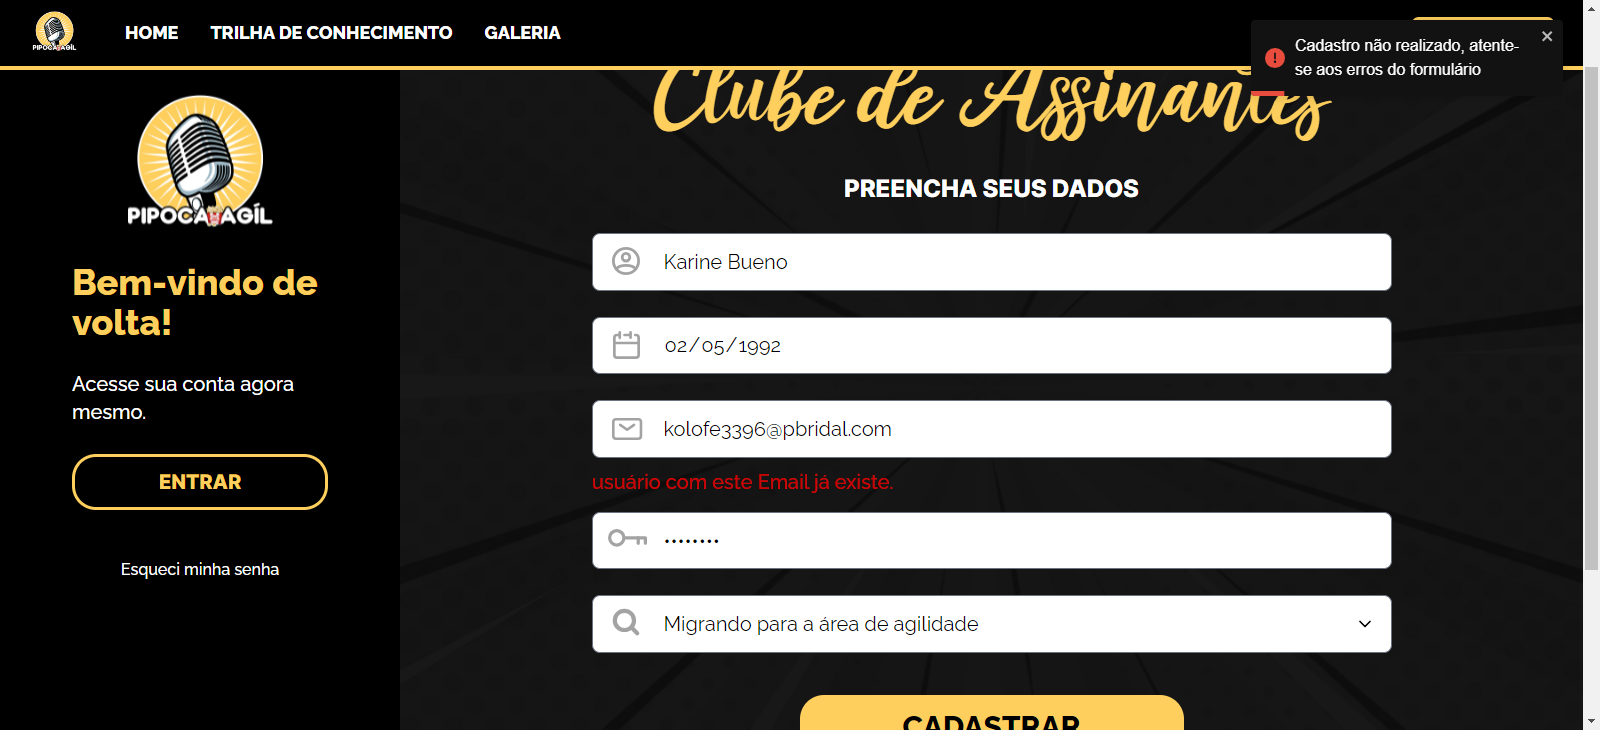 PIPOCA AGÍL
HOME
TRILHA DE CONHECIMENTO
GALERIA
Cadastro não realizado, atente-
se aos erros do formulário
PIPOCA AGÍL
Bem-vindo de
volta!
Acesse sua conta agora
mesmo.
ENTRAR
Esqueci minha senha
Clube de Assinantes
PREENCHA SEUS DADOS
Karine Bueno
02/05/1992
kolofe3396@pbridal.com
usuário com este Email já existe.
••••••••
Migrando para a área de agilidade
CADASTRAR